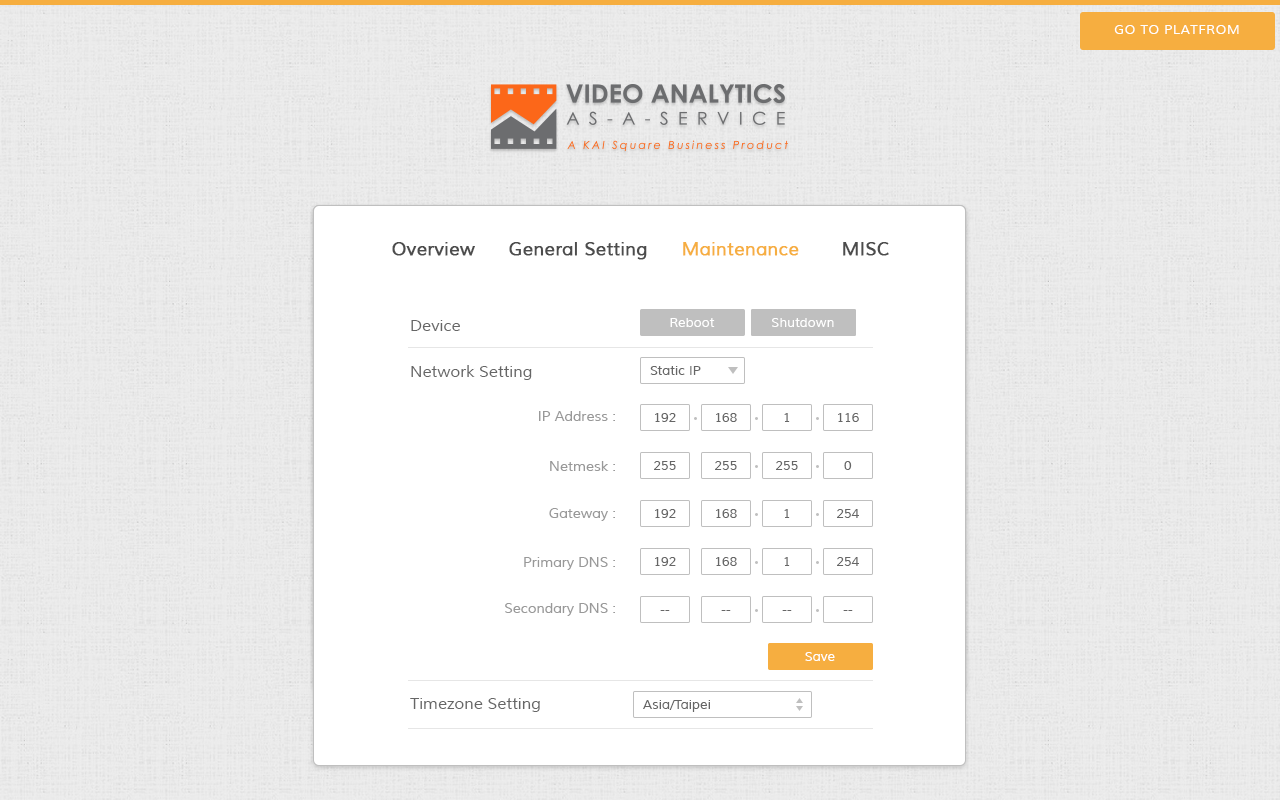 GO TO PLATFROM
VIDEO ANALYTICS
AS-A-SERVICE
A KAI Square Business Product
Overview General Setting Maintenance MISC
Device Reboot Shutdown
Network Setting Static IP
IP Address : 192 168 1 116
Netmesk : 255 255 255 0
Gateway : 192 168 1 254
Primary DNS : 192 168 1 254
Secondary DNS : -- -- -- --
Save
Timezone Setting Asia/Taipei